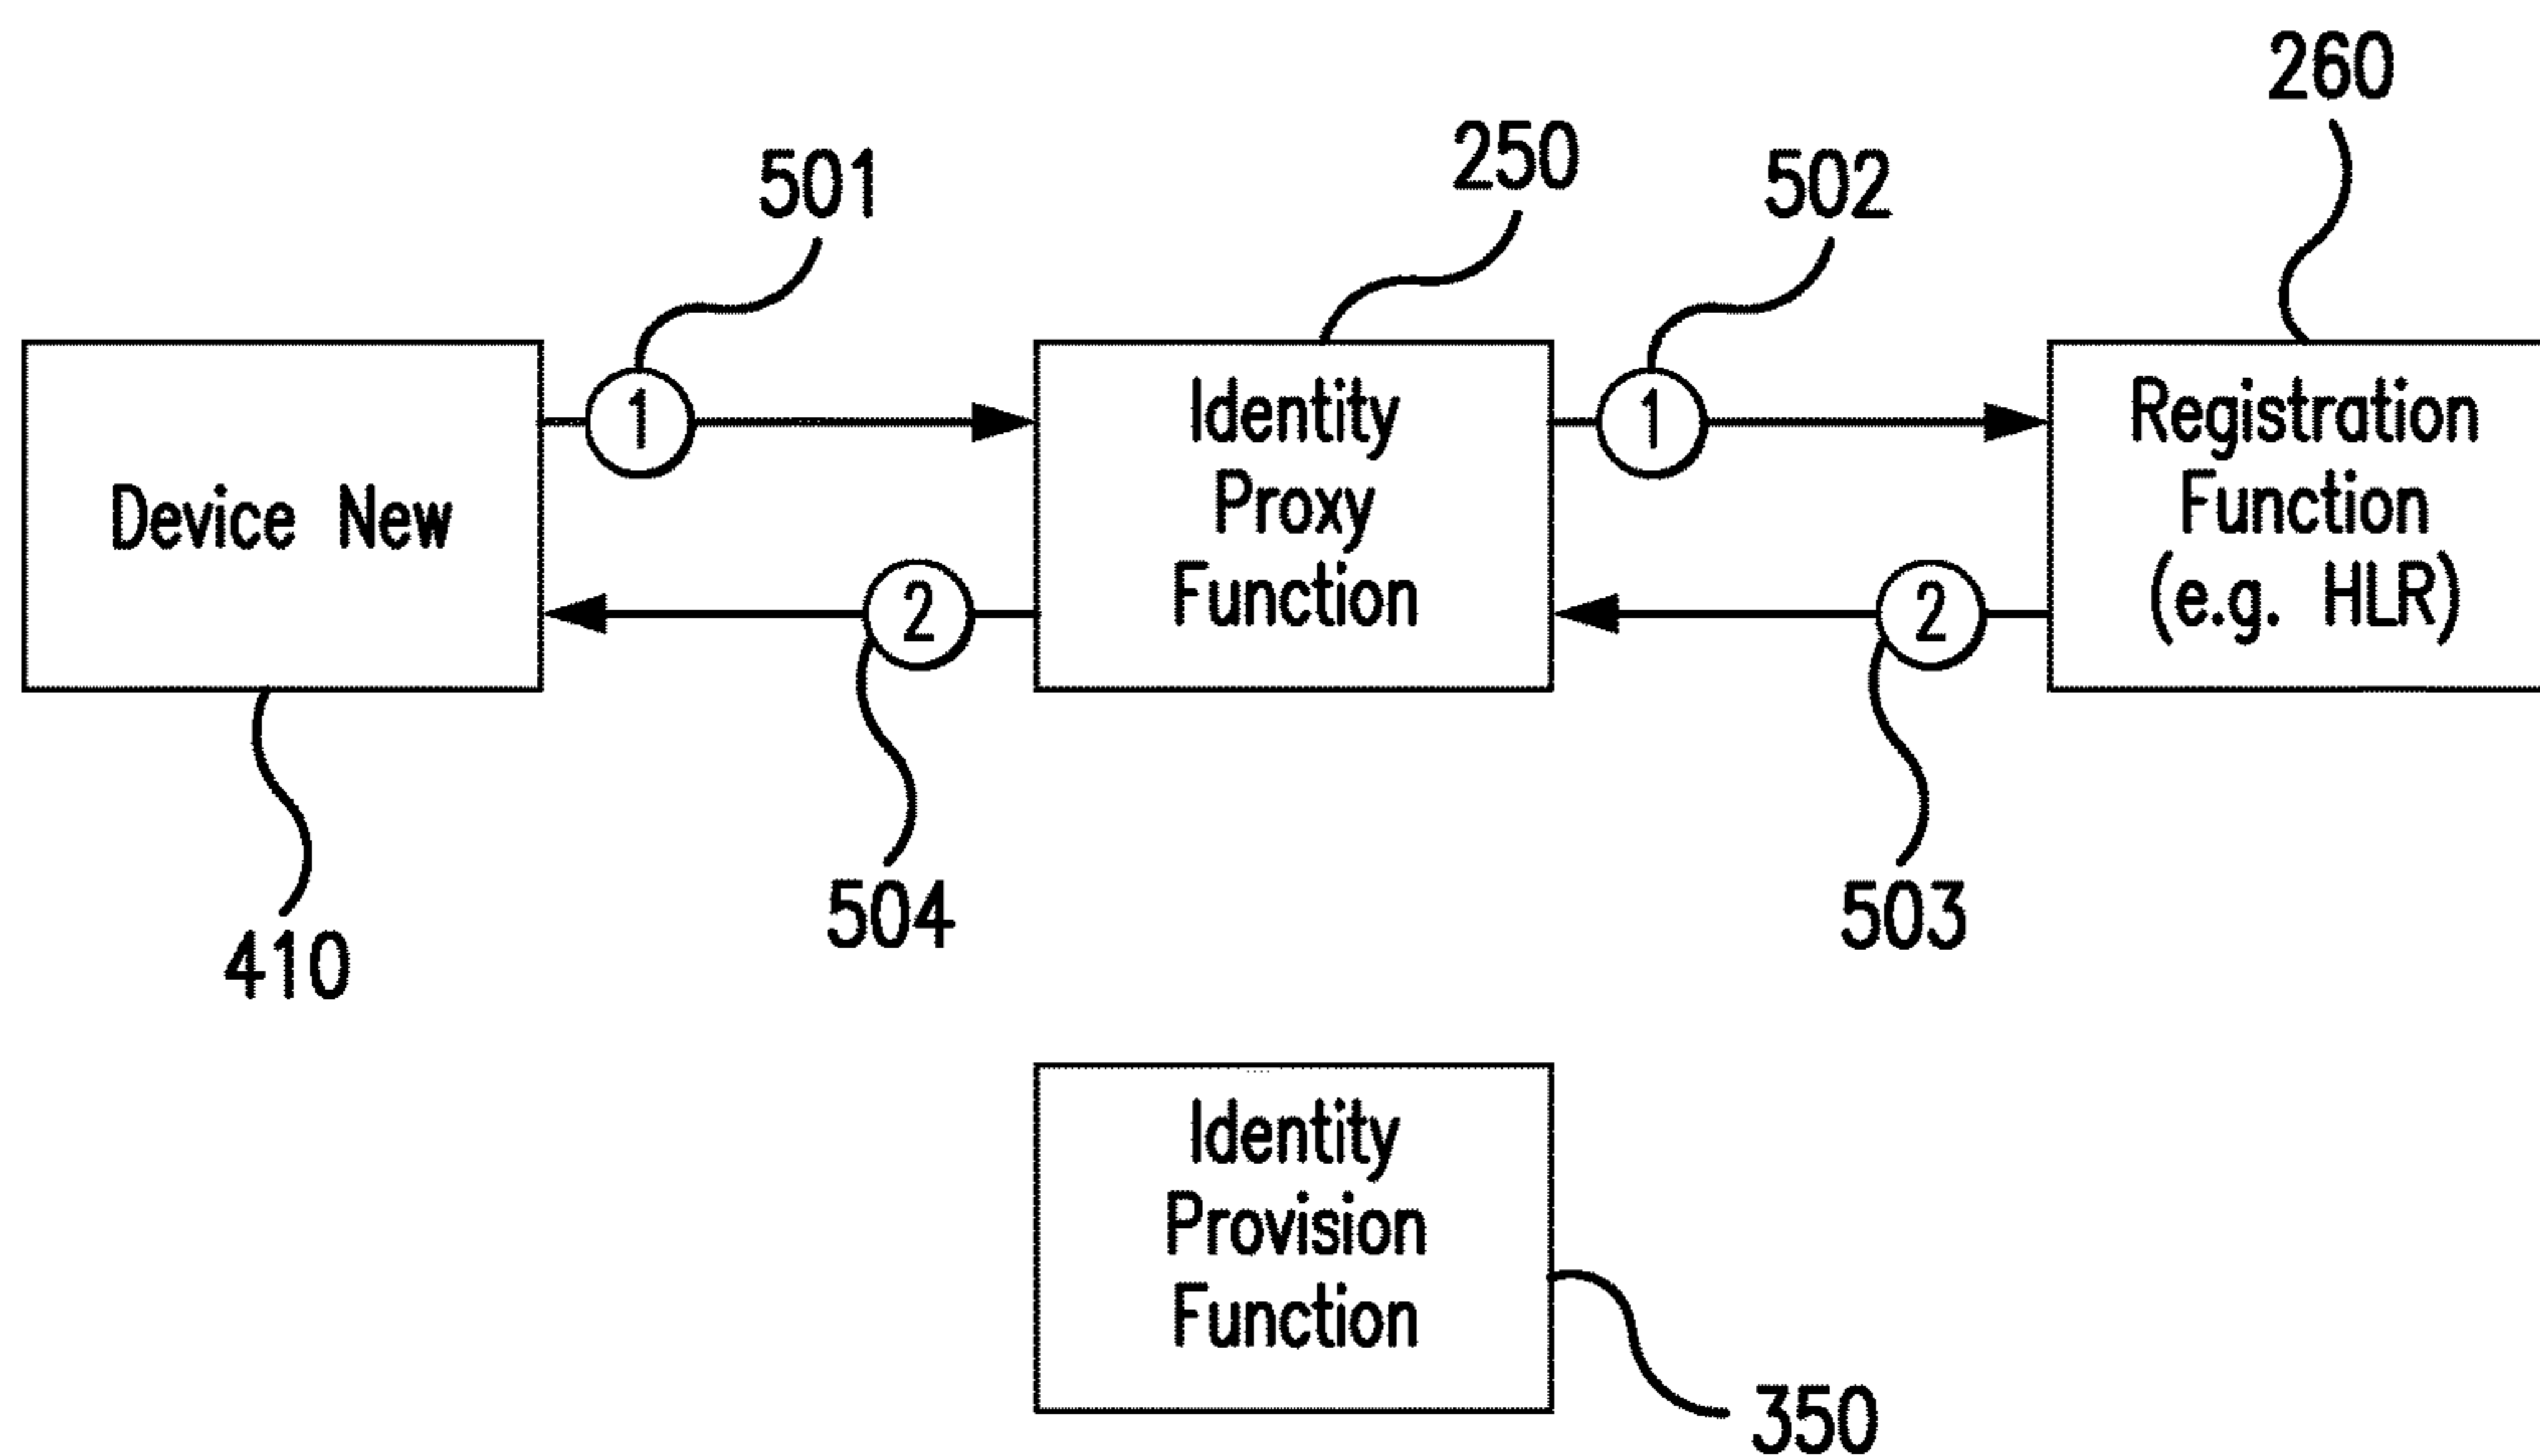 260
250
501
502
Device New
1
Identity
Proxy
Function
1
Registration
Function
(e.g. HLR)
2
2
504
503
410
Identity
Provision
Function
350